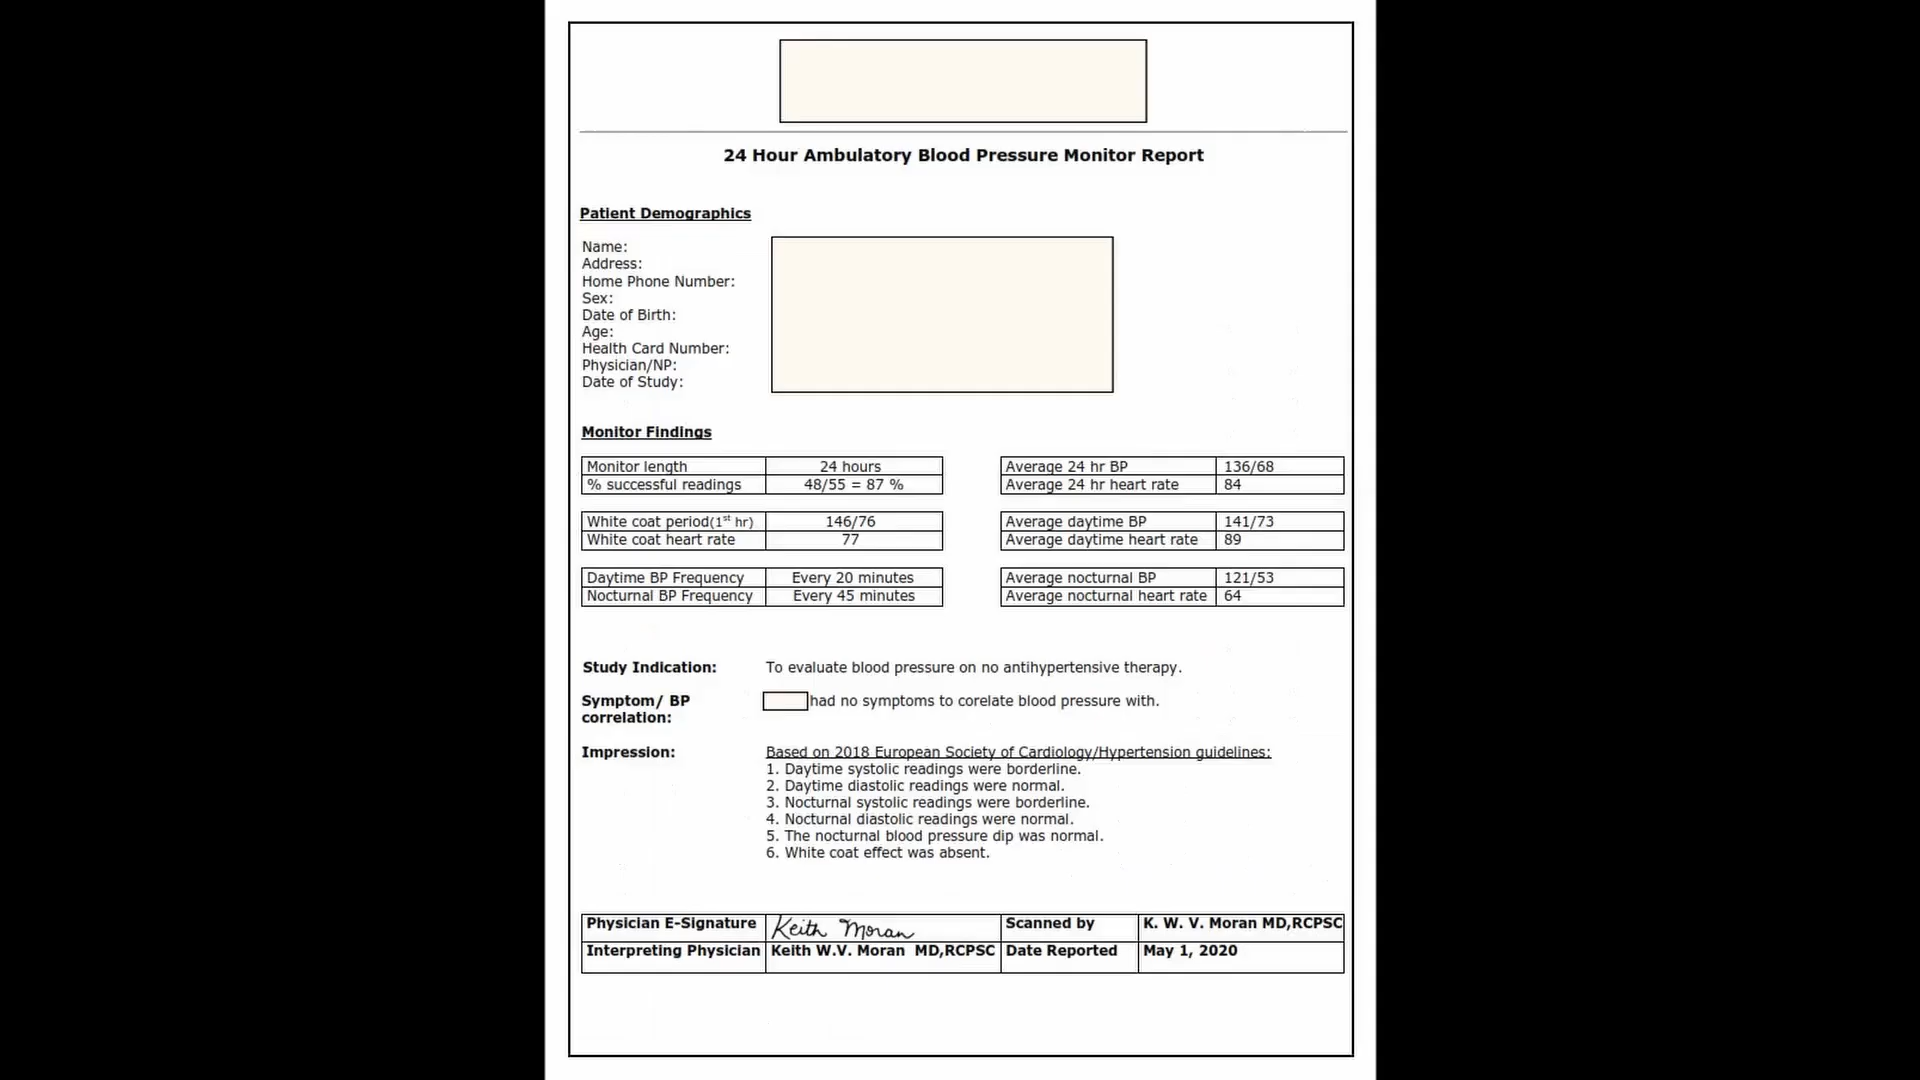 24 Hour Ambulatory Blood Pressure Monitor Report
Patient Demographics
Name:
Address:
Home Phone Number:
Sex:
Date of Birth:
Age:
Health Card Number:
Physician/NP:
Date of Study:
Monitor Findings
Monitor length 24 hours
% successful readings 48/55 = 87 %
White coat period(1st hr) 146/76
White coat heart rate 77
Daytime BP Frequency Every 20 minutes
Nocturnal BP Frequency Every 45 minutes
Average 24 hr BP 136/68
Average 24 hr heart rate 84
Average daytime BP 141/73
Average daytime heart rate 89
Average nocturnal BP 121/53
Average nocturnal heart rate 64
Study Indication: To evaluate blood pressure on no antihypertensive therapy.
Symptom/ BP correlation: had no symptoms to corelate blood pressure with.
Impression: Based on 2018 European Society of Cardiology/Hypertension guidelines:
1. Daytime systolic readings were borderline.
2. Daytime diastolic readings were normal.
3. Nocturnal systolic readings were borderline.
4. Nocturnal diastolic readings were normal.
5. The nocturnal blood pressure dip was normal.
6. White coat effect was absent.
Physician E-Signature Keith Moran Scanned by K. W. V. Moran MD,RCPSC
Interpreting Physician Keith W.V. Moran MD,RCPSC Date Reported May 1, 2020